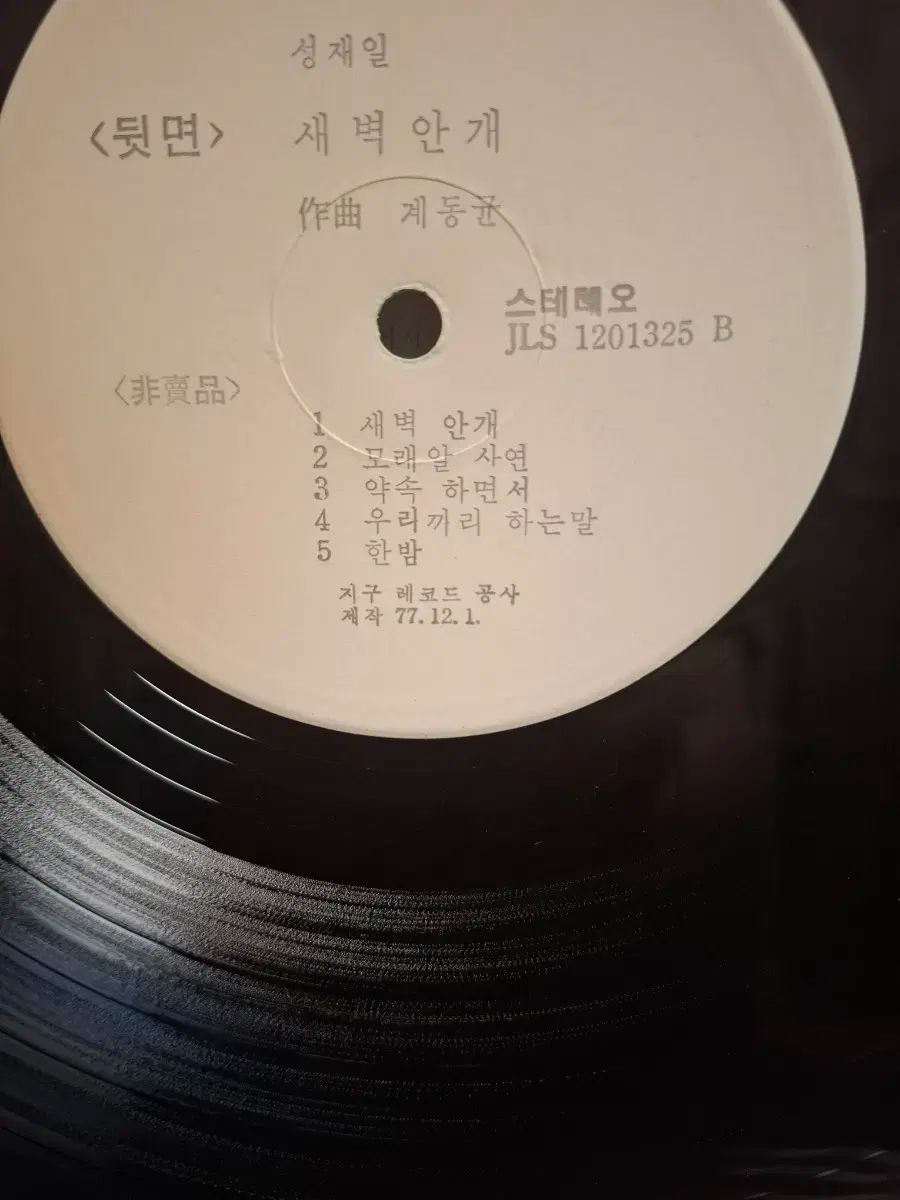 성재일
<뒷면> 새벽안개
作曲 계동균
스테레오
JLS 1201325 B
<非賣品>
1 새벽 안개
2 모래알 사연
3 약속 하면서
4 우리끼리 하는말
5 한밤
지구 레코드 공사
제작 77.12.1.